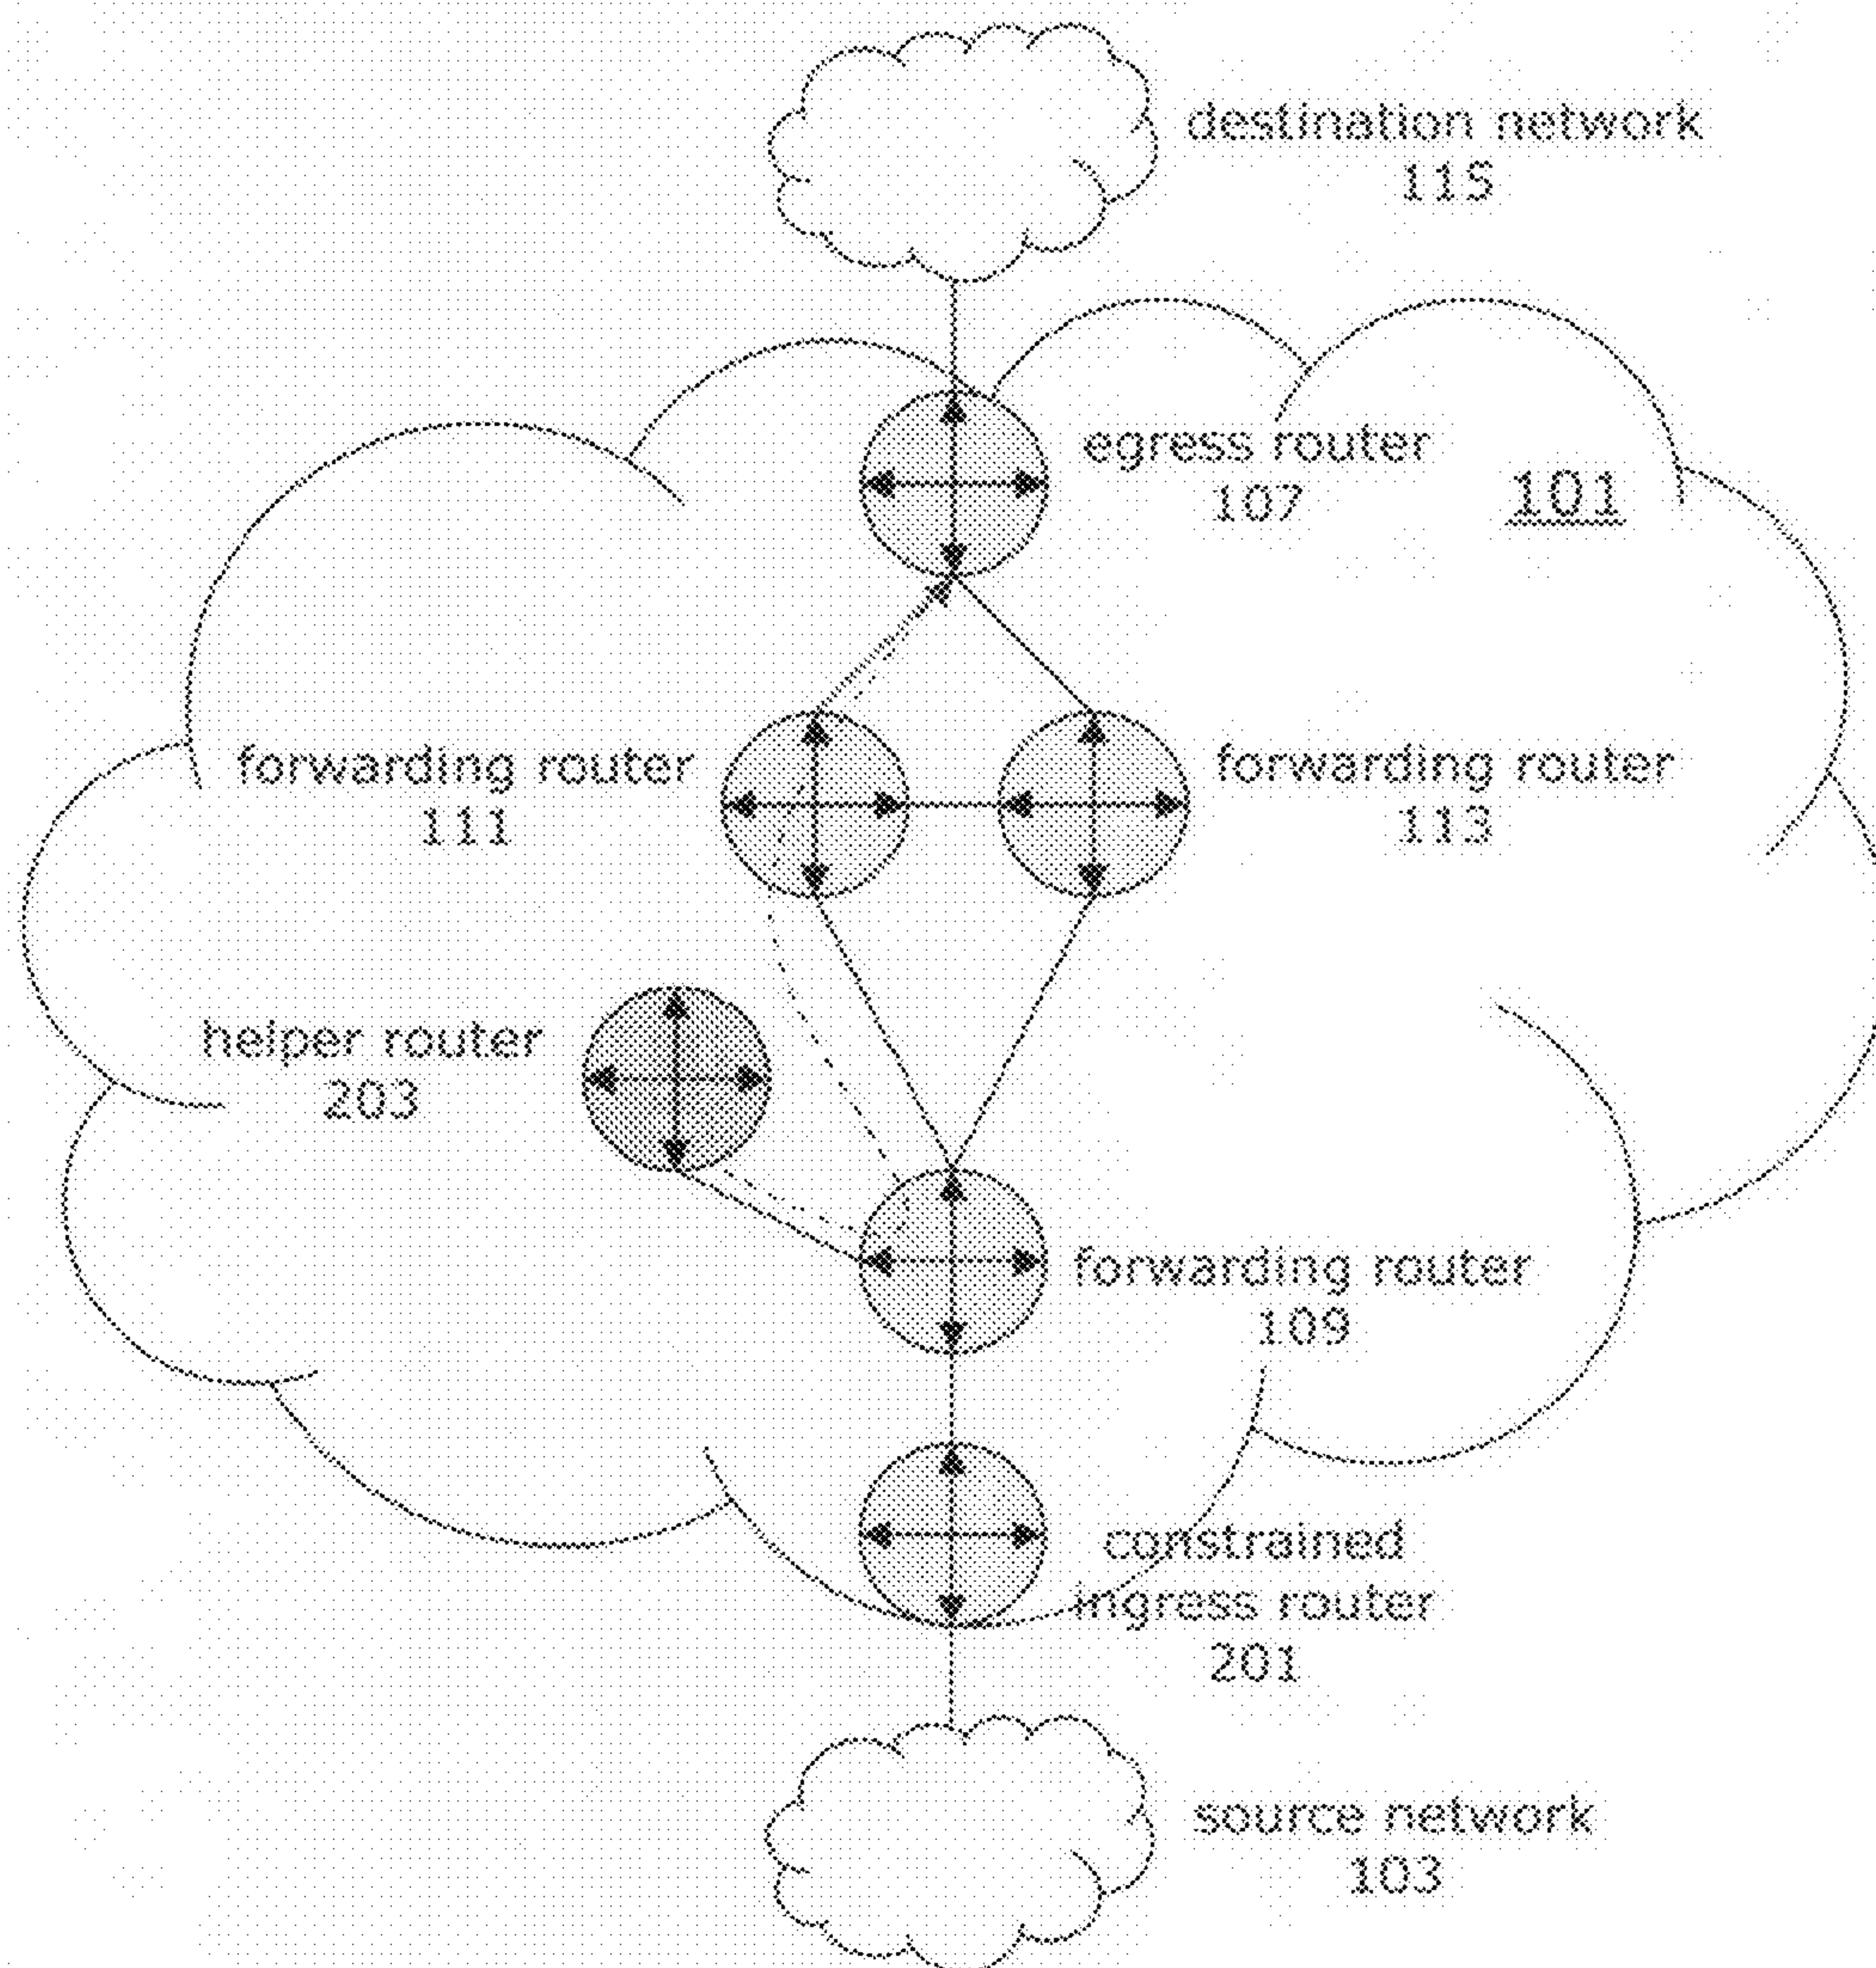 destination network
115
egress router
107
101
forwarding router
111
forwarding router
113
helper router
203
forwarding router
109
constrained
ingress router
201
source network
103